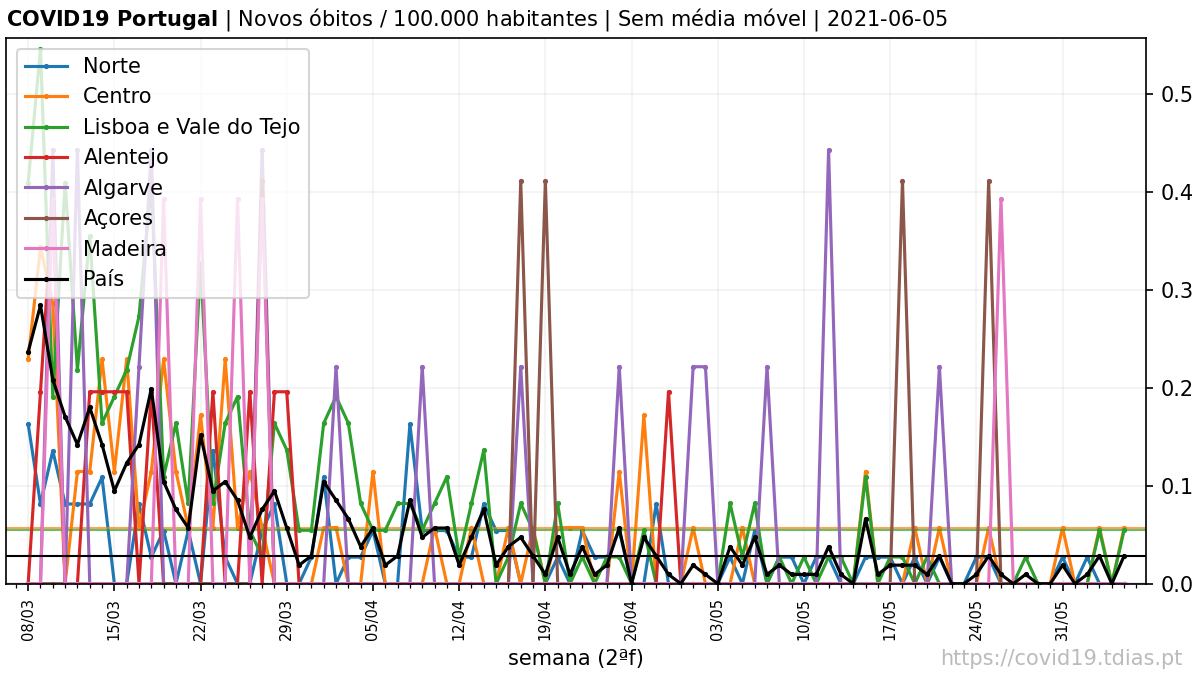 COVID19 Portugal | Novos óbitos / 100.000 habitantes | Sem média móvel | 2021-06-05
Norte
Centro
Lisboa e Vale do Tejo
Alentejo
Algarve
Açores
Madeira
País
0.5
0.4
0.3
0.2
0.1
0.0
08/03 15/03 22/03 29/03 05/04 12/04 19/04 26/04 03/05 10/05 17/05 24/05 31/05
semana (2ªf)
https://covid19.tdias.pt